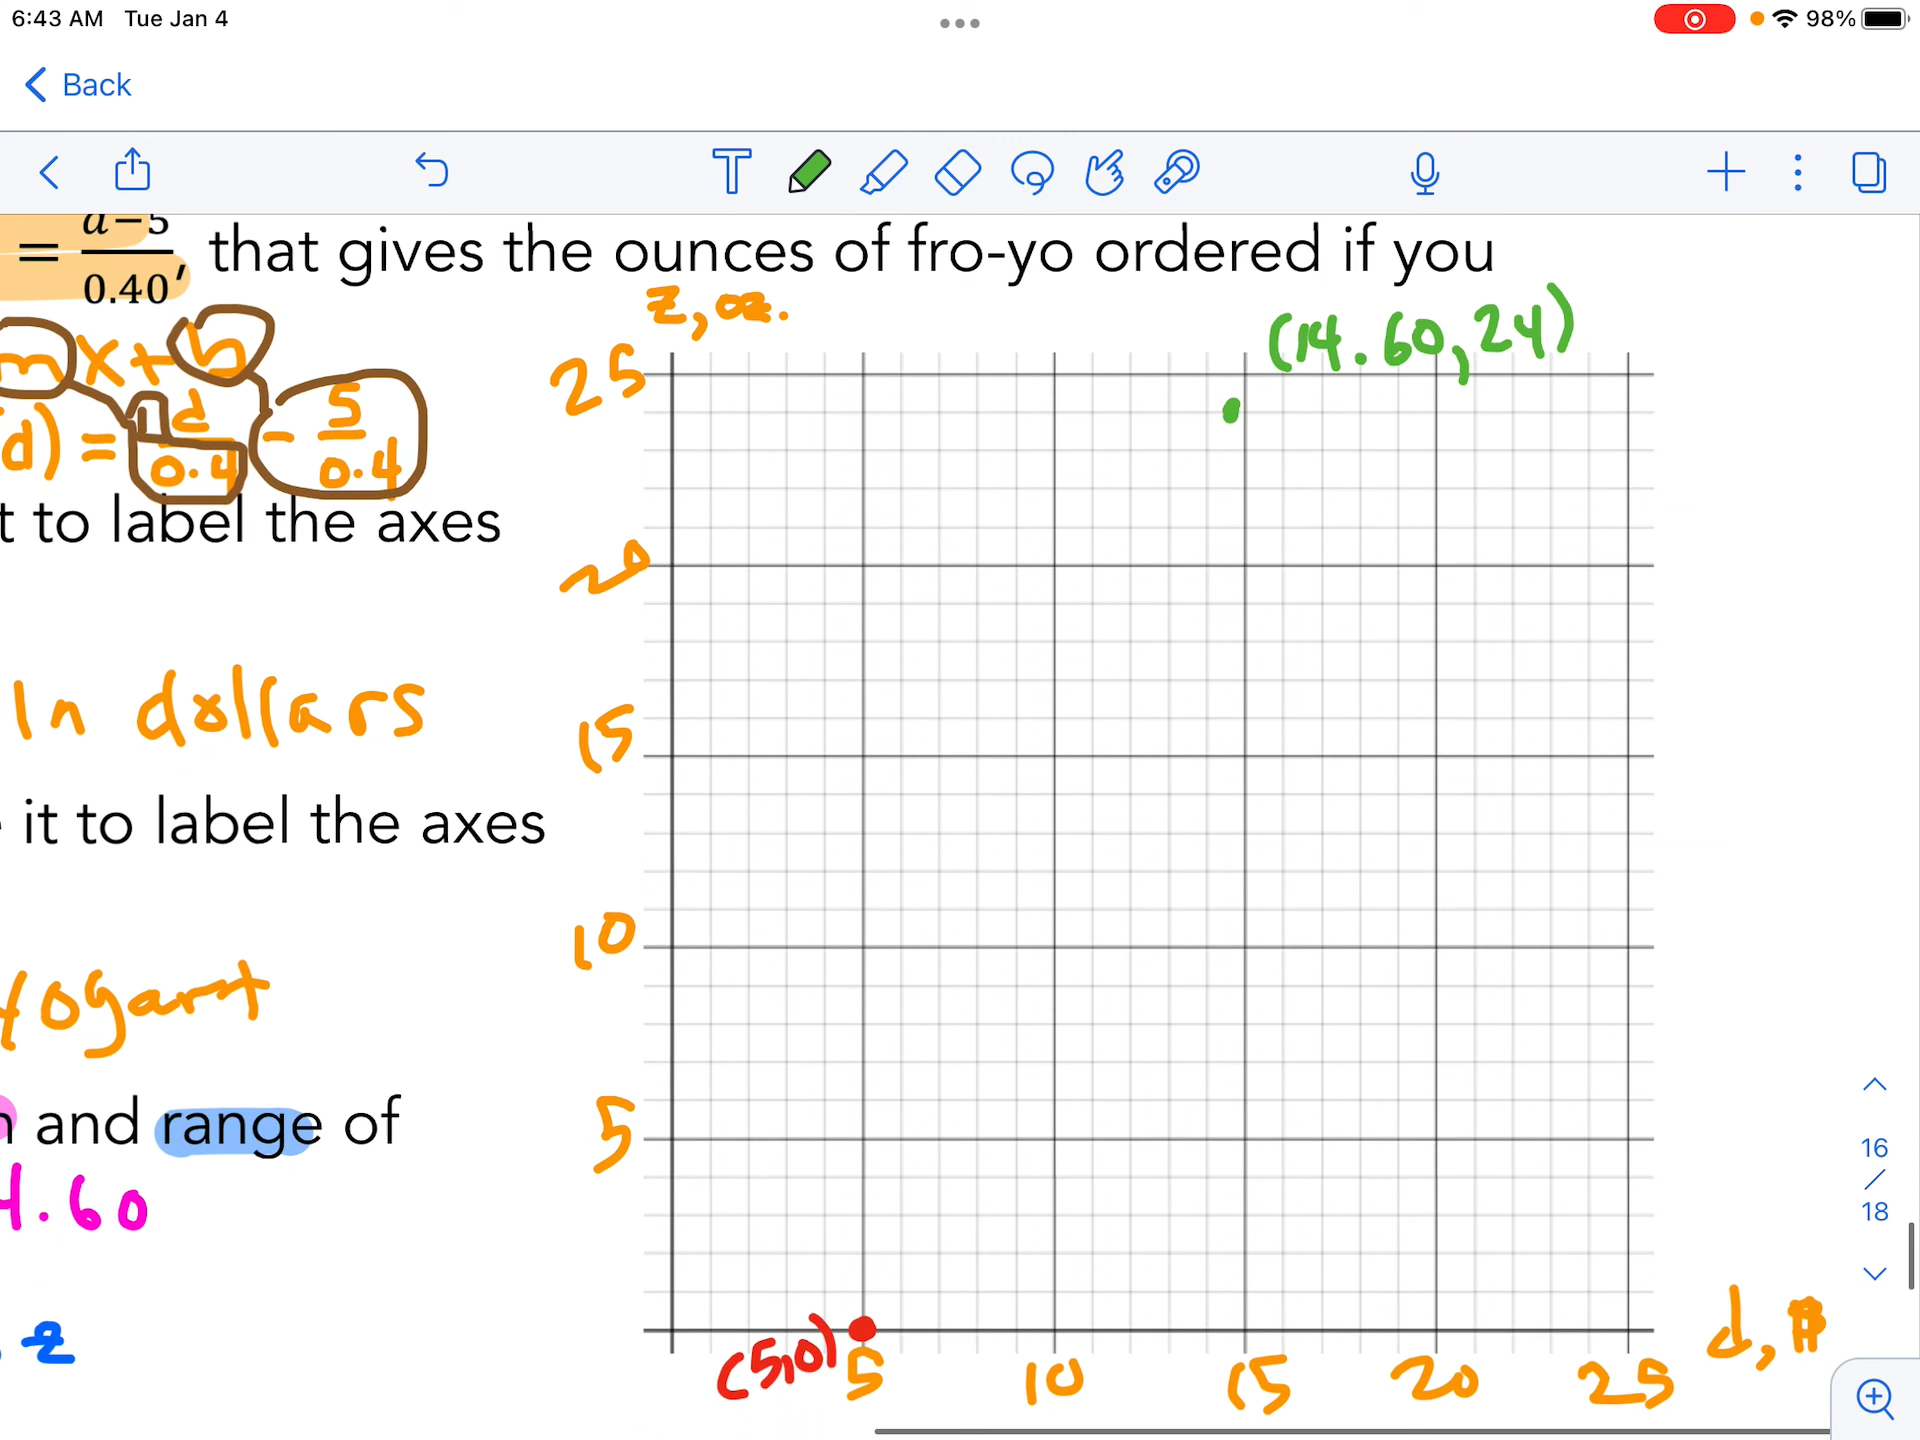 6:43 AM Tue Jan 4
98%
Back
= d−5/0.40, that gives the ounces of fro-yo ordered if you
z, oz.
(14.60, 24)
mx+b
25
d) = 1d/0.4 - 5/0.4
t to label the axes
20
In dollars
15
it to label the axes
10
Yogart
and range of
5
4.60
16
/
18
z
(5,0)
5
10
15
20
25
d, $